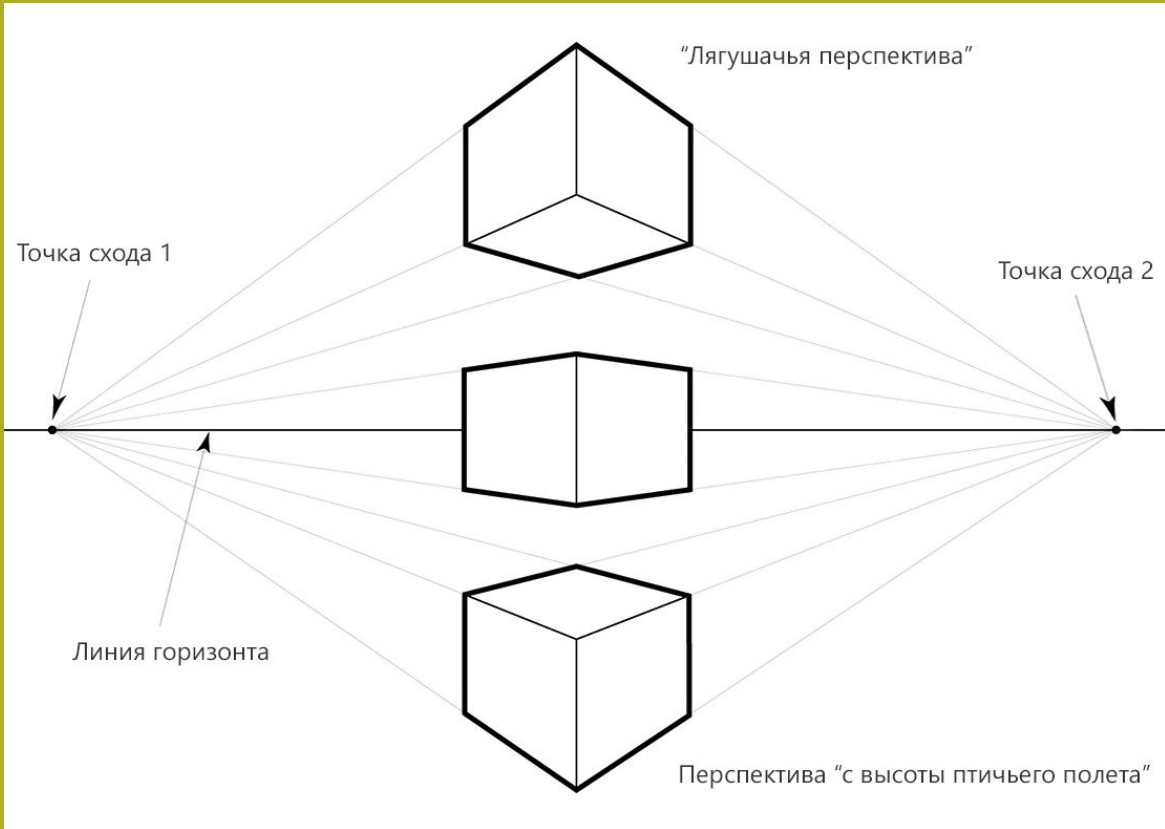 “Лягушачья перспектива”
Точка схода 1
Точка схода 2
Линия горизонта
Перспектива “с высоты птичьего полета”